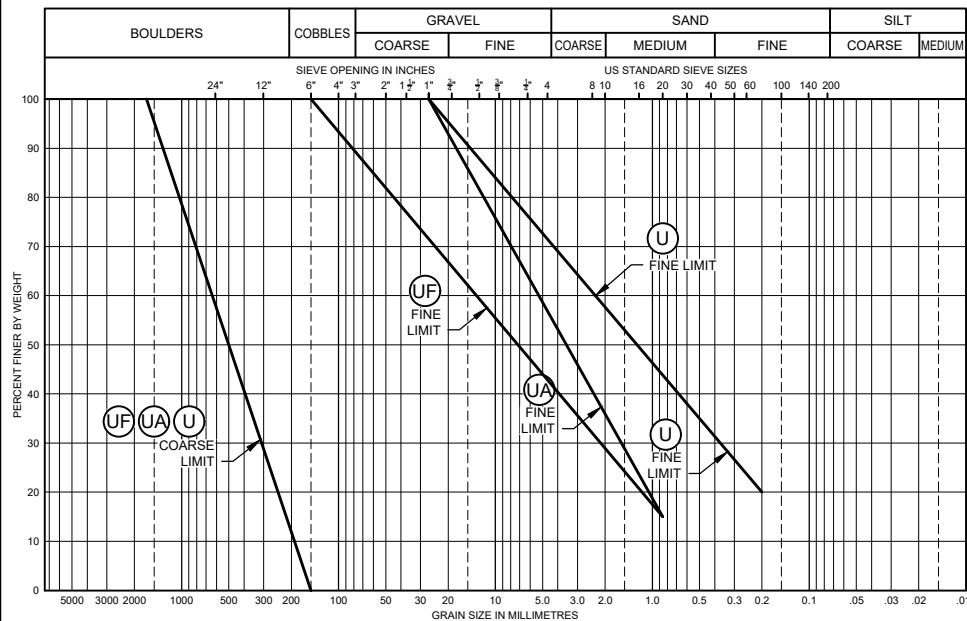 BOULDERS COBBLES GRAVEL SAND SILT
COARSE FINE COARSE MEDIUM FINE COARSE MEDIUM
SIEVE OPENING IN INCHES US STANDARD SIEVE SIZES
24" 12" 6" 4" 3" 2" 1½" 1" ¾" ½" ⅜" ¼" 4 8 10 16 20 30 40 50 60 100 140 200
100
90
80
70
60
50
40
30
20
10
0
PERCENT FINER BY WEIGHT
U
FINE LIMIT
UF
FINE
LIMIT
UA
FINE
LIMIT
UF UA U
COARSE
LIMIT
U
FINE
LIMIT
5000 3000 2000 1000 500 300 200 100 50 30 20 10 5.0 3.0 2.0 1.0 0.5 0.3 0.2 0.1 .05 .03 .02 .01
GRAIN SIZE IN MILLIMETRES